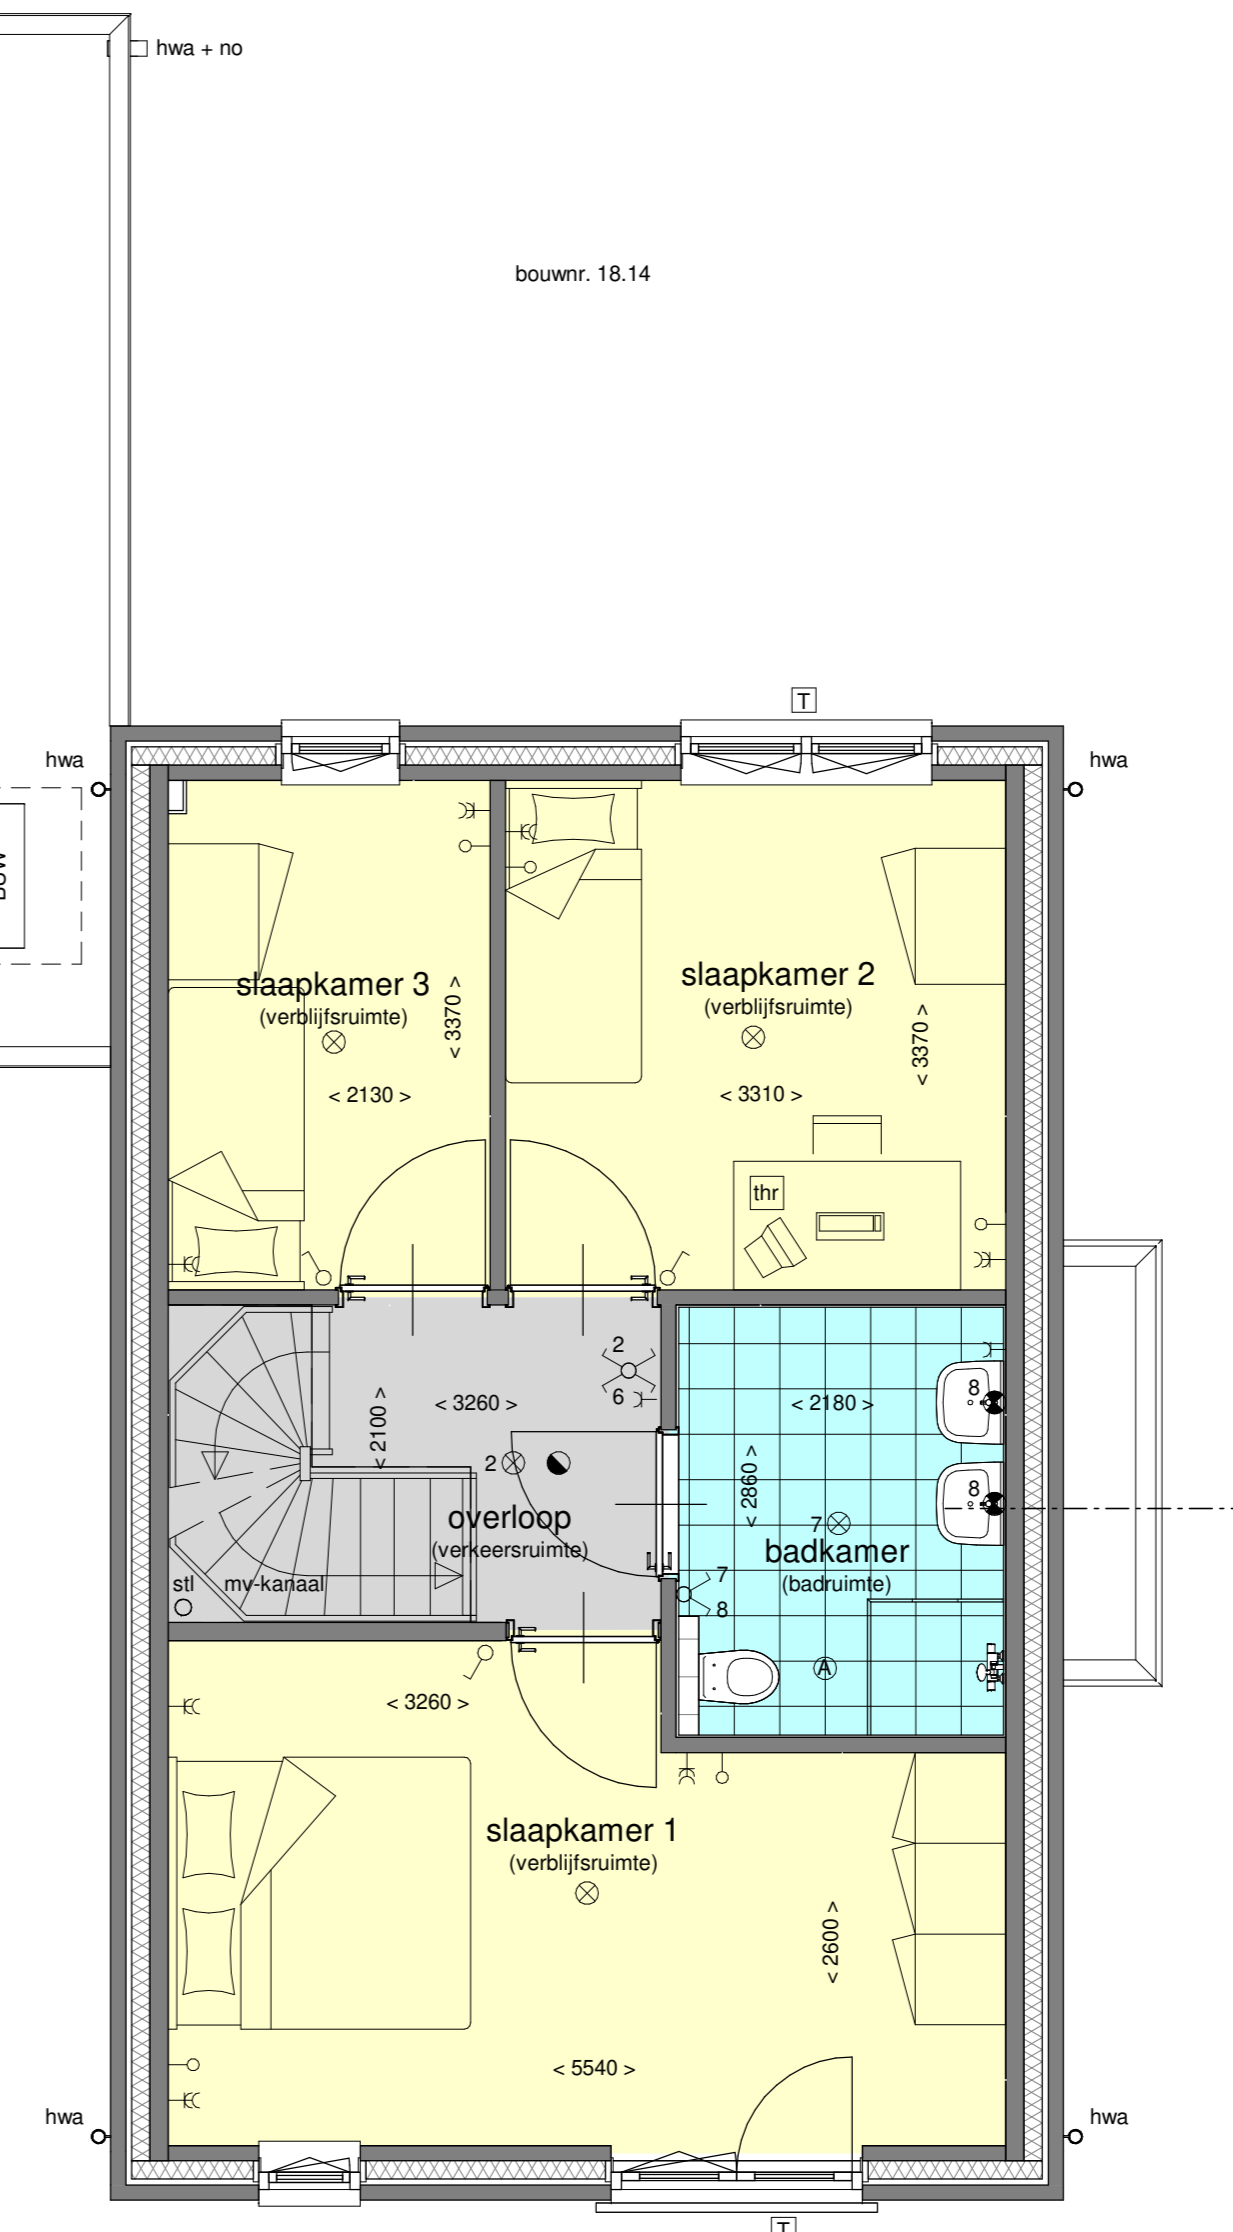 hwa + no
bouwnr. 18.14
T
hwa
hwa
slaapkamer 3
(verblijfsruimte)
< 3370 >
< 2130 >
slaapkamer 2
(verblijfsruimte)
< 3370 >
< 3310 >
thr
2
6
< 3260 >
< 2100 >
2
overloop
(verkeersruimte)
stl
mv-kanaal
8
< 2180 >
8
< 2860 >
7
badkamer
(badruimte)
7
8
A
< 3260 >
slaapkamer 1
(verblijfsruimte)
< 2600 >
< 5540 >
hwa
hwa
T